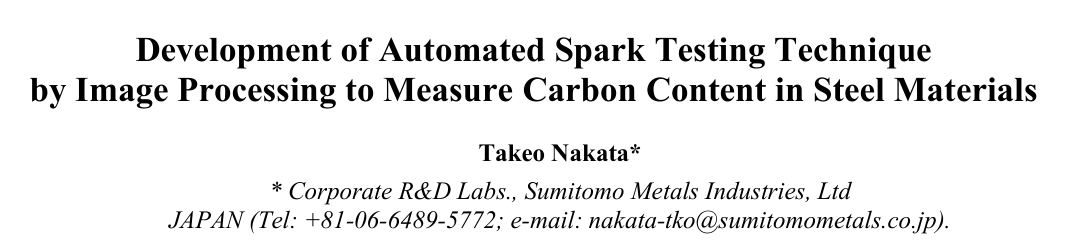 Development of Automated Spark Testing Technique
by Image Processing to Measure Carbon Content in Steel Materials
Takeo Nakata*
* Corporate R&D Labs., Sumitomo Metals Industries, Ltd
JAPAN (Tel: +81-06-6489-5772; e-mail: nakata-tko@sumitomometals.co.jp).